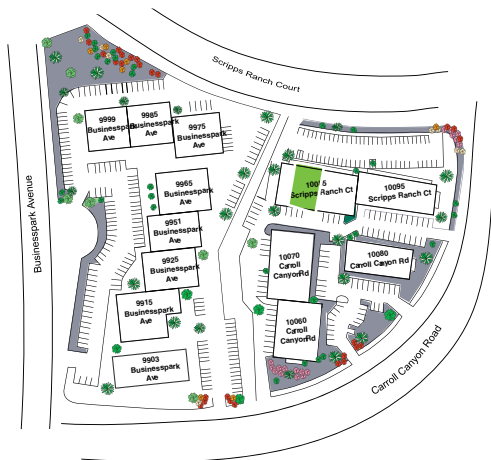 Scripps Ranch Court
9999
Businesspark
Ave
9985
Businesspark
Ave
9975
Businesspark
Ave
9965
Businesspark
Ave
9951
Businesspark
Ave
9925
Businesspark
Ave
9915
Businesspark
Ave
9903
Businesspark
Ave
Scripps Ranch Ct
10095
Scripps Ranch Ct
10070
Carroll
CanyonRd
10080
Carroll Canyon Rd
10060
Carroll
CanyonRd
Businesspark Avenue
Carroll Canyon Road